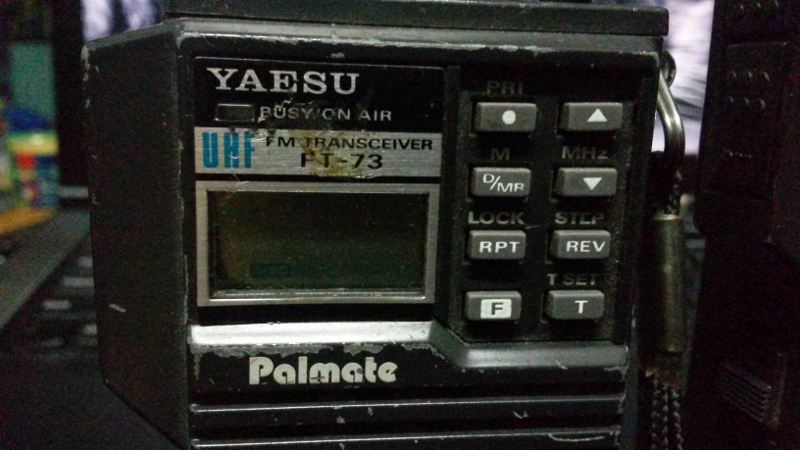 YAESU
BUSY/ON AIR
UHF FM TRANSCEIVER
FT-73
PRI
M MHz
D/MR
LOCK STEP
RPT REV
T SET
F T
Palmate